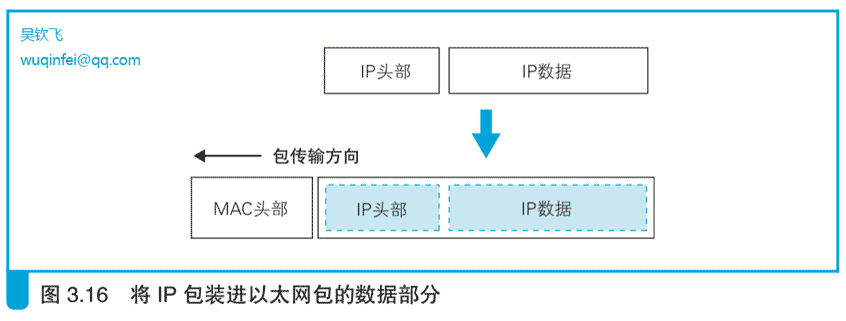 吴钦飞
wuqinfei@qq.com
IP头部 IP数据
包传输方向
MAC头部 IP头部 IP数据
图 3.16 将 IP 包装进以太网包的数据部分